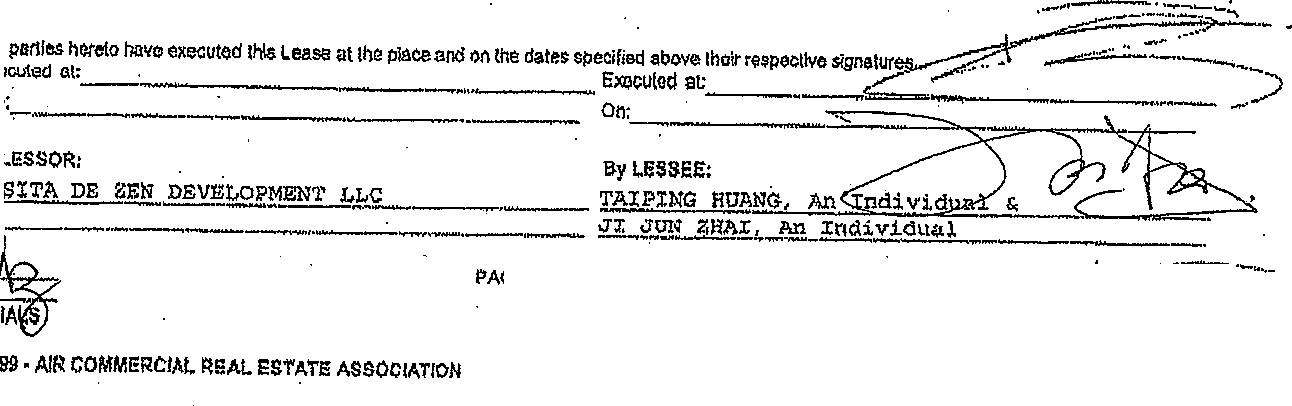 parties hereto have executed this Lease at the place and on the dates specified above their respective signatures.
cuted at:
Executed at:
On:
LESSOR:
SITA DE ZEN DEVELOPMENT LLC
By LESSEE:
TAIPING HUANG, An Individual &
JI JUN ZHAI, An Individual
PA
IALS
99 - AIR COMMERCIAL REAL ESTATE ASSOCIATION